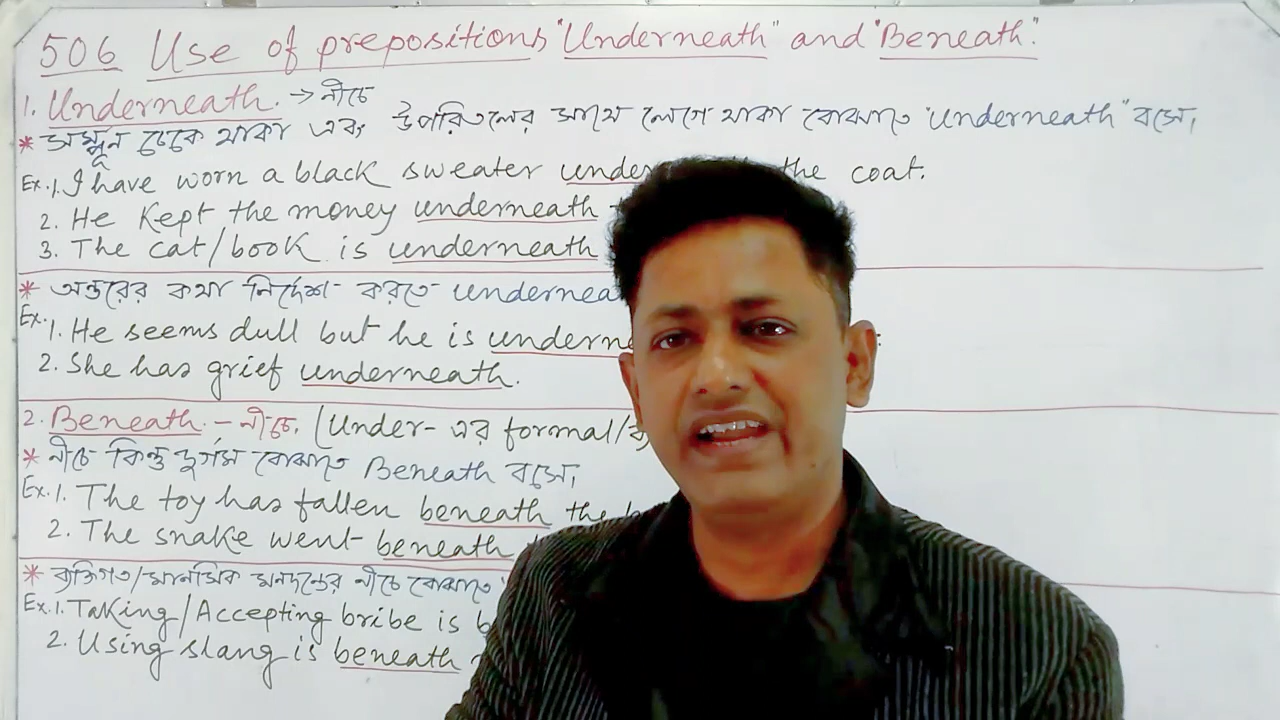 506 Use of prepositions "Underneath" and "Beneath."
1. Underneath. → নীচে
* সম্পূর্ন ঢেকে থাকা এবং উপরিতলের সাথে লেগে থাকা বোঝাতে "underneath" বসে,
Ex. 1. I have worn a black sweater under the coat.
2. He Kept the money underneath
3. The cat/book is underneath
* অন্তরের কথা নির্দেশ করতে undernea
Ex. 1. He seems dull but he is underne
2. She has grief underneath.
2. Beneath. – নীচে, (Under- এর formal/
* নীচে কিন্তু দুর্গম বোঝাতে Beneath বসে,
Ex. 1. The toy has fallen beneath the
2. The snake went beneath
* ব্যক্তিগত/মানসিক মানদন্ডের নীচে বোঝাতে
Ex. 1. Taking/Accepting bribe is b
2. Using slang is beneath